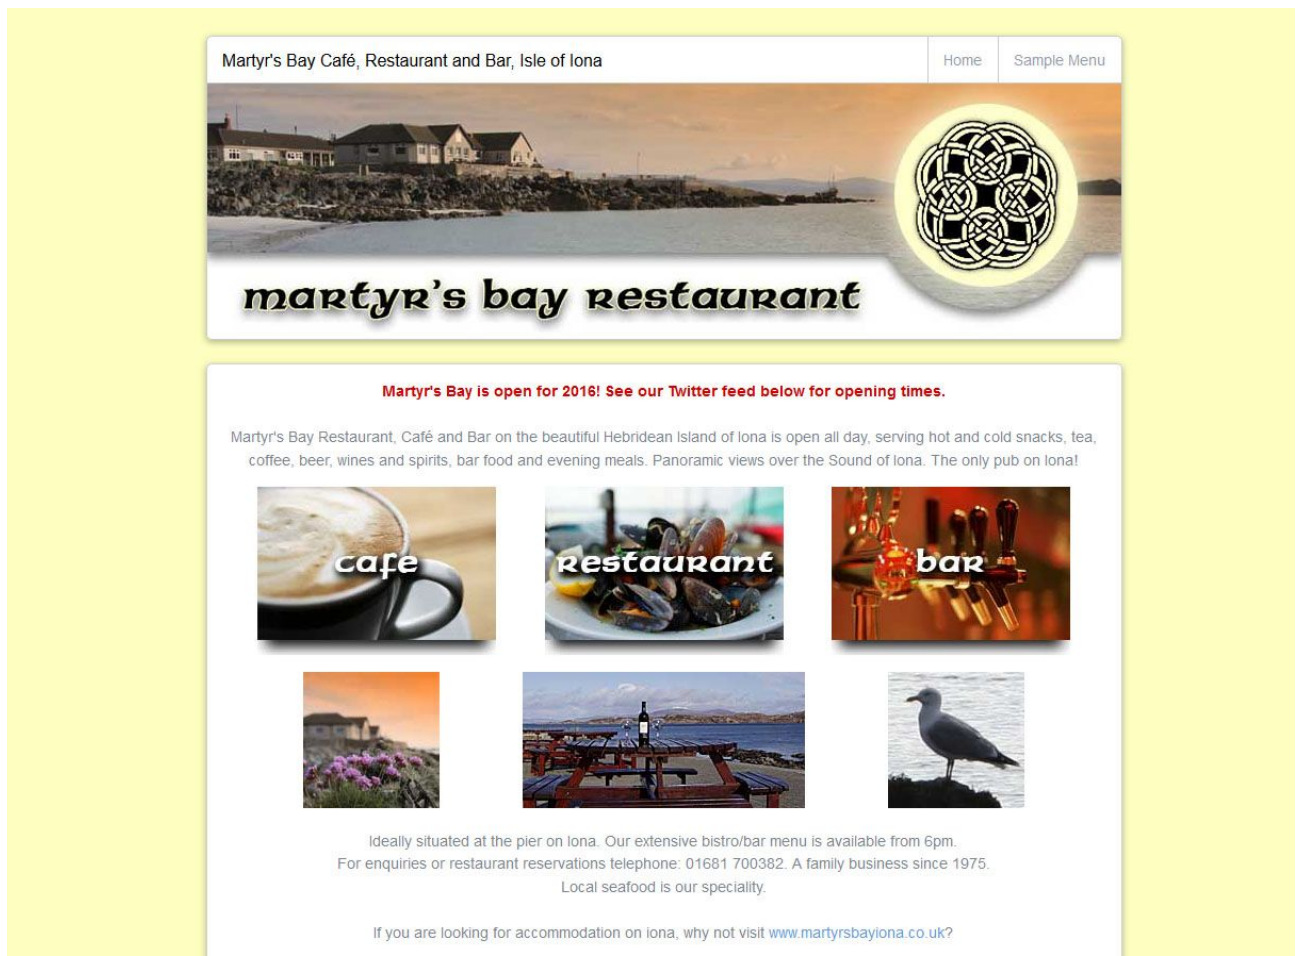 Martyr's Bay Café, Restaurant and Bar, Isle of Iona
Home
Sample Menu
martyr's bay restaurant
Martyr's Bay is open for 2016! See our Twitter feed below for opening times.
Martyr's Bay Restaurant, Café and Bar on the beautiful Hebridean Island of Iona is open all day, serving hot and cold snacks, tea,
coffee, beer, wines and spirits, bar food and evening meals. Panoramic views over the Sound of Iona. The only pub on Iona!
cafe
restaurant
bar
Ideally situated at the pier on Iona. Our extensive bistro/bar menu is available from 6pm.
For enquiries or restaurant reservations telephone: 01681 700382. A family business since 1975.
Local seafood is our speciality.
If you are looking for accommodation on iona, why not visit www.martyrsbayiona.co.uk?